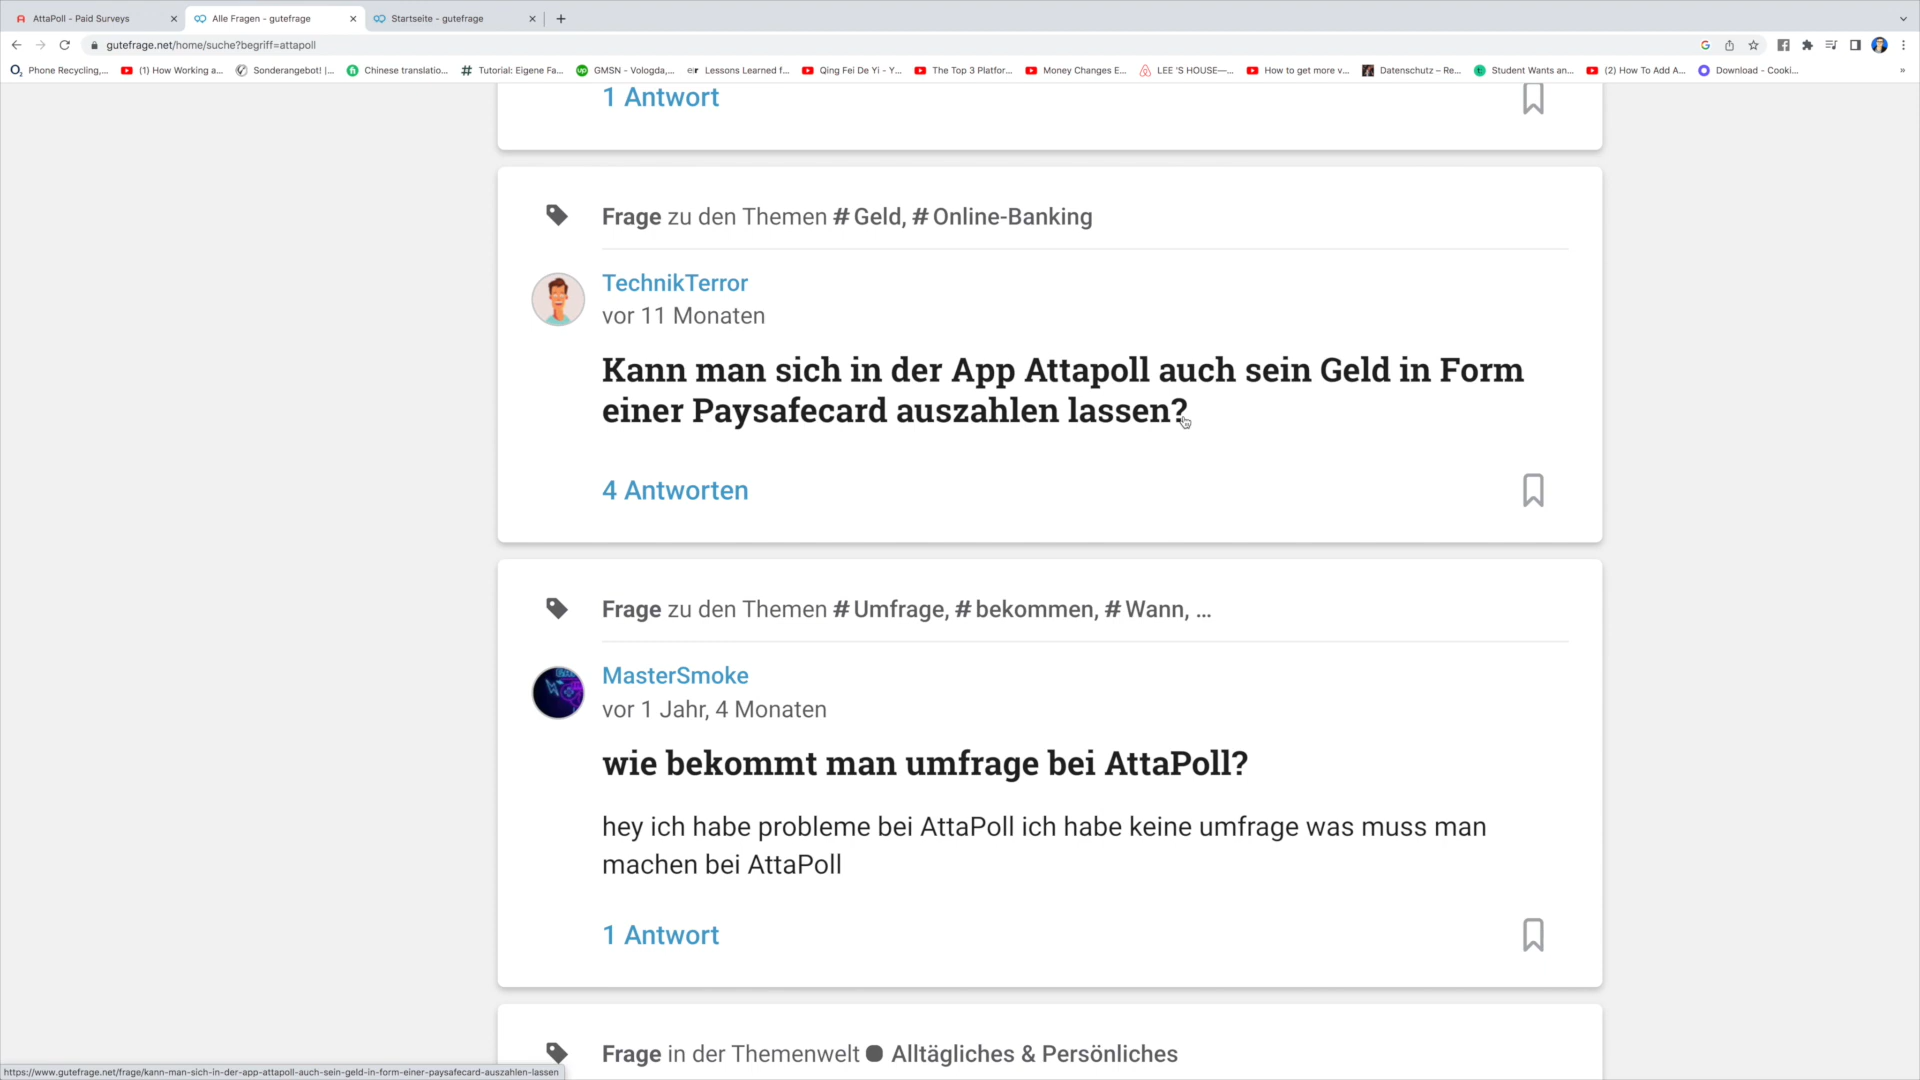 AttaPoll - Paid Surveys
Alle Fragen - gutefrage
Startseite - gutefrage
gutefrage.net/home/suche?begriff=attapoll
Phone Recycling,...
(1) How Working a...
Sonderangebot! |...
Chinese translatio...
Tutorial: Eigene Fa...
GMSN - Vologda,...
Lessons Learned f...
Qing Fei De Yi - Y...
The Top 3 Platfor...
Money Changes E...
LEE 'S HOUSE—...
How to get more v...
Datenschutz – Re...
Student Wants an...
(2) How To Add A...
Download - Cooki...
1 Antwort
Frage zu den Themen # Geld, # Online-Banking
TechnikTerror
vor 11 Monaten
Kann man sich in der App Attapoll auch sein Geld in Form
einer Paysafecard auszahlen lassen?
4 Antworten
Frage zu den Themen # Umfrage, # bekommen, # Wann, ...
MasterSmoke
vor 1 Jahr, 4 Monaten
wie bekommt man umfrage bei AttaPoll?
hey ich habe probleme bei AttaPoll ich habe keine umfrage was muss man
machen bei AttaPoll
1 Antwort
Frage in der Themenwelt Alltägliches & Persönliches
https://www.gutefrage.net/frage/kann-man-sich-in-der-app-attapoll-auch-sein-geld-in-form-einer-paysafecard-auszahlen-lassen